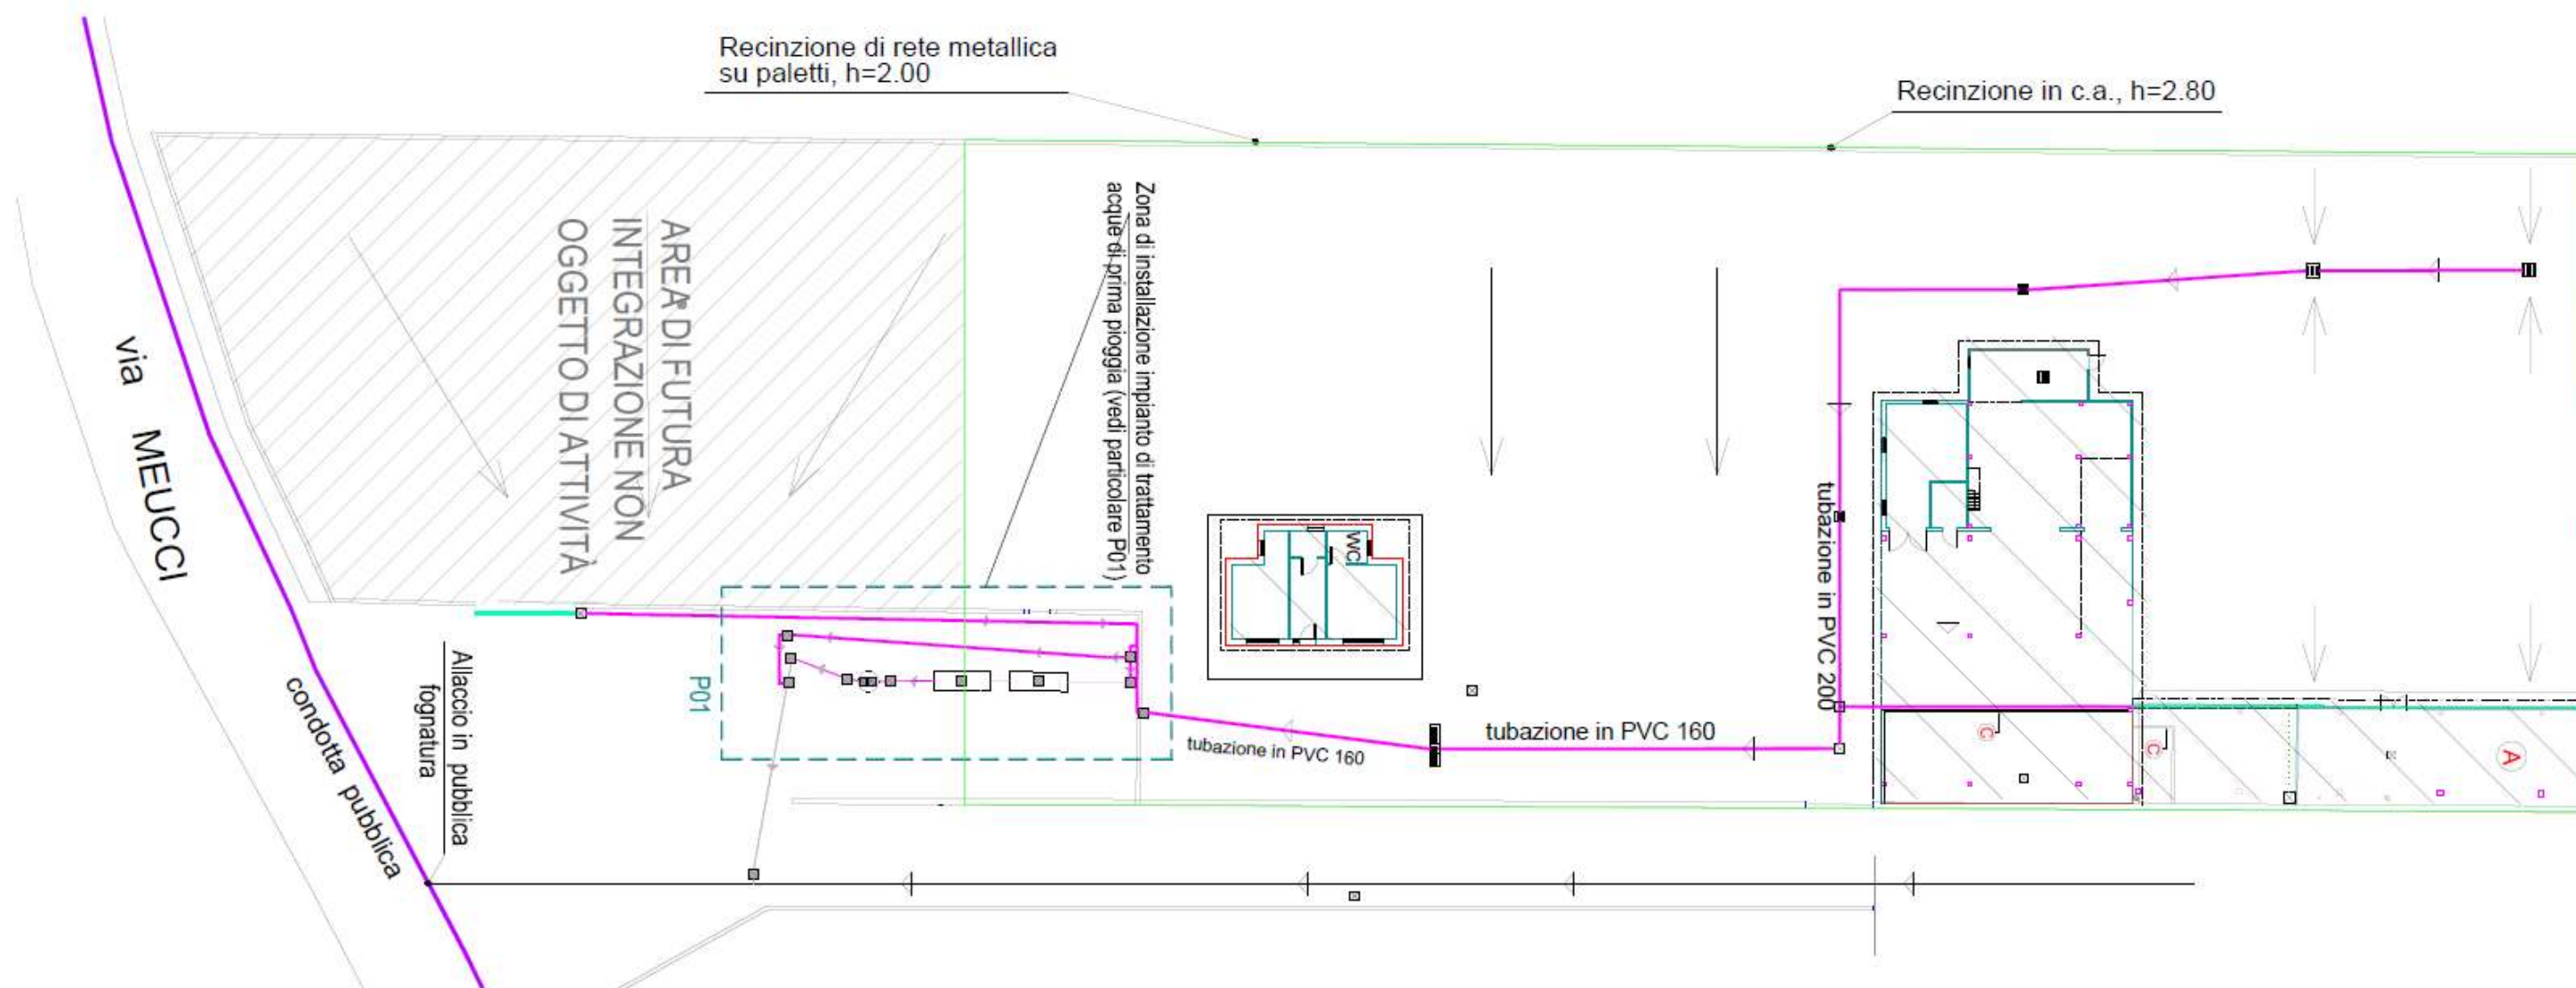 Recinzione di rete metallica
su paletti, h=2.00
Recinzione in c.a., h=2.80
AREA DI FUTURA
INTEGRAZIONE NON
OGGETTO DI ATTIVITÀ
Zona di installazione impianto di trattamento
acque di prima pioggia (vedi particolare P01)
via MEUCCI
condotta pubblica
Allaccio in pubblica
fognatura
P01
WC
tubazione in PVC 160
tubazione in PVC 160
tubazione in PVC 200
C
C
A